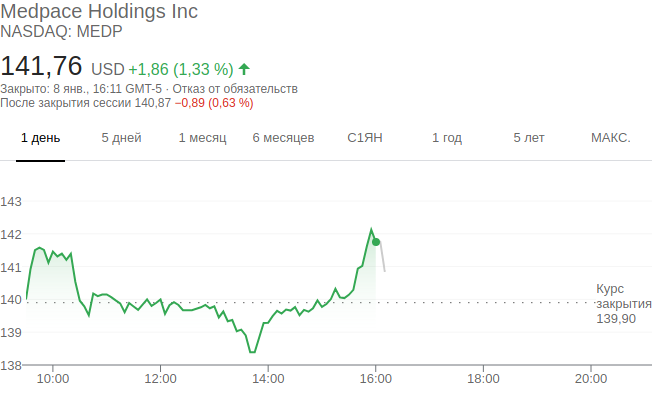 Medpace Holdings Inc
NASDAQ: MEDP
141,76 USD +1,86 (1,33 %)
Закрыто: 8 янв., 16:11 GMT-5 · Отказ от обязательств
После закрытия сессии 140,87 −0,89 (0,63 %)
1 день 5 дней 1 месяц 6 месяцев С1ЯН 1 год 5 лет МАКС.
143
142
141
140
139
138
Курс
закрытия
139,90
10:00 12:00 14:00 16:00 18:00 20:00